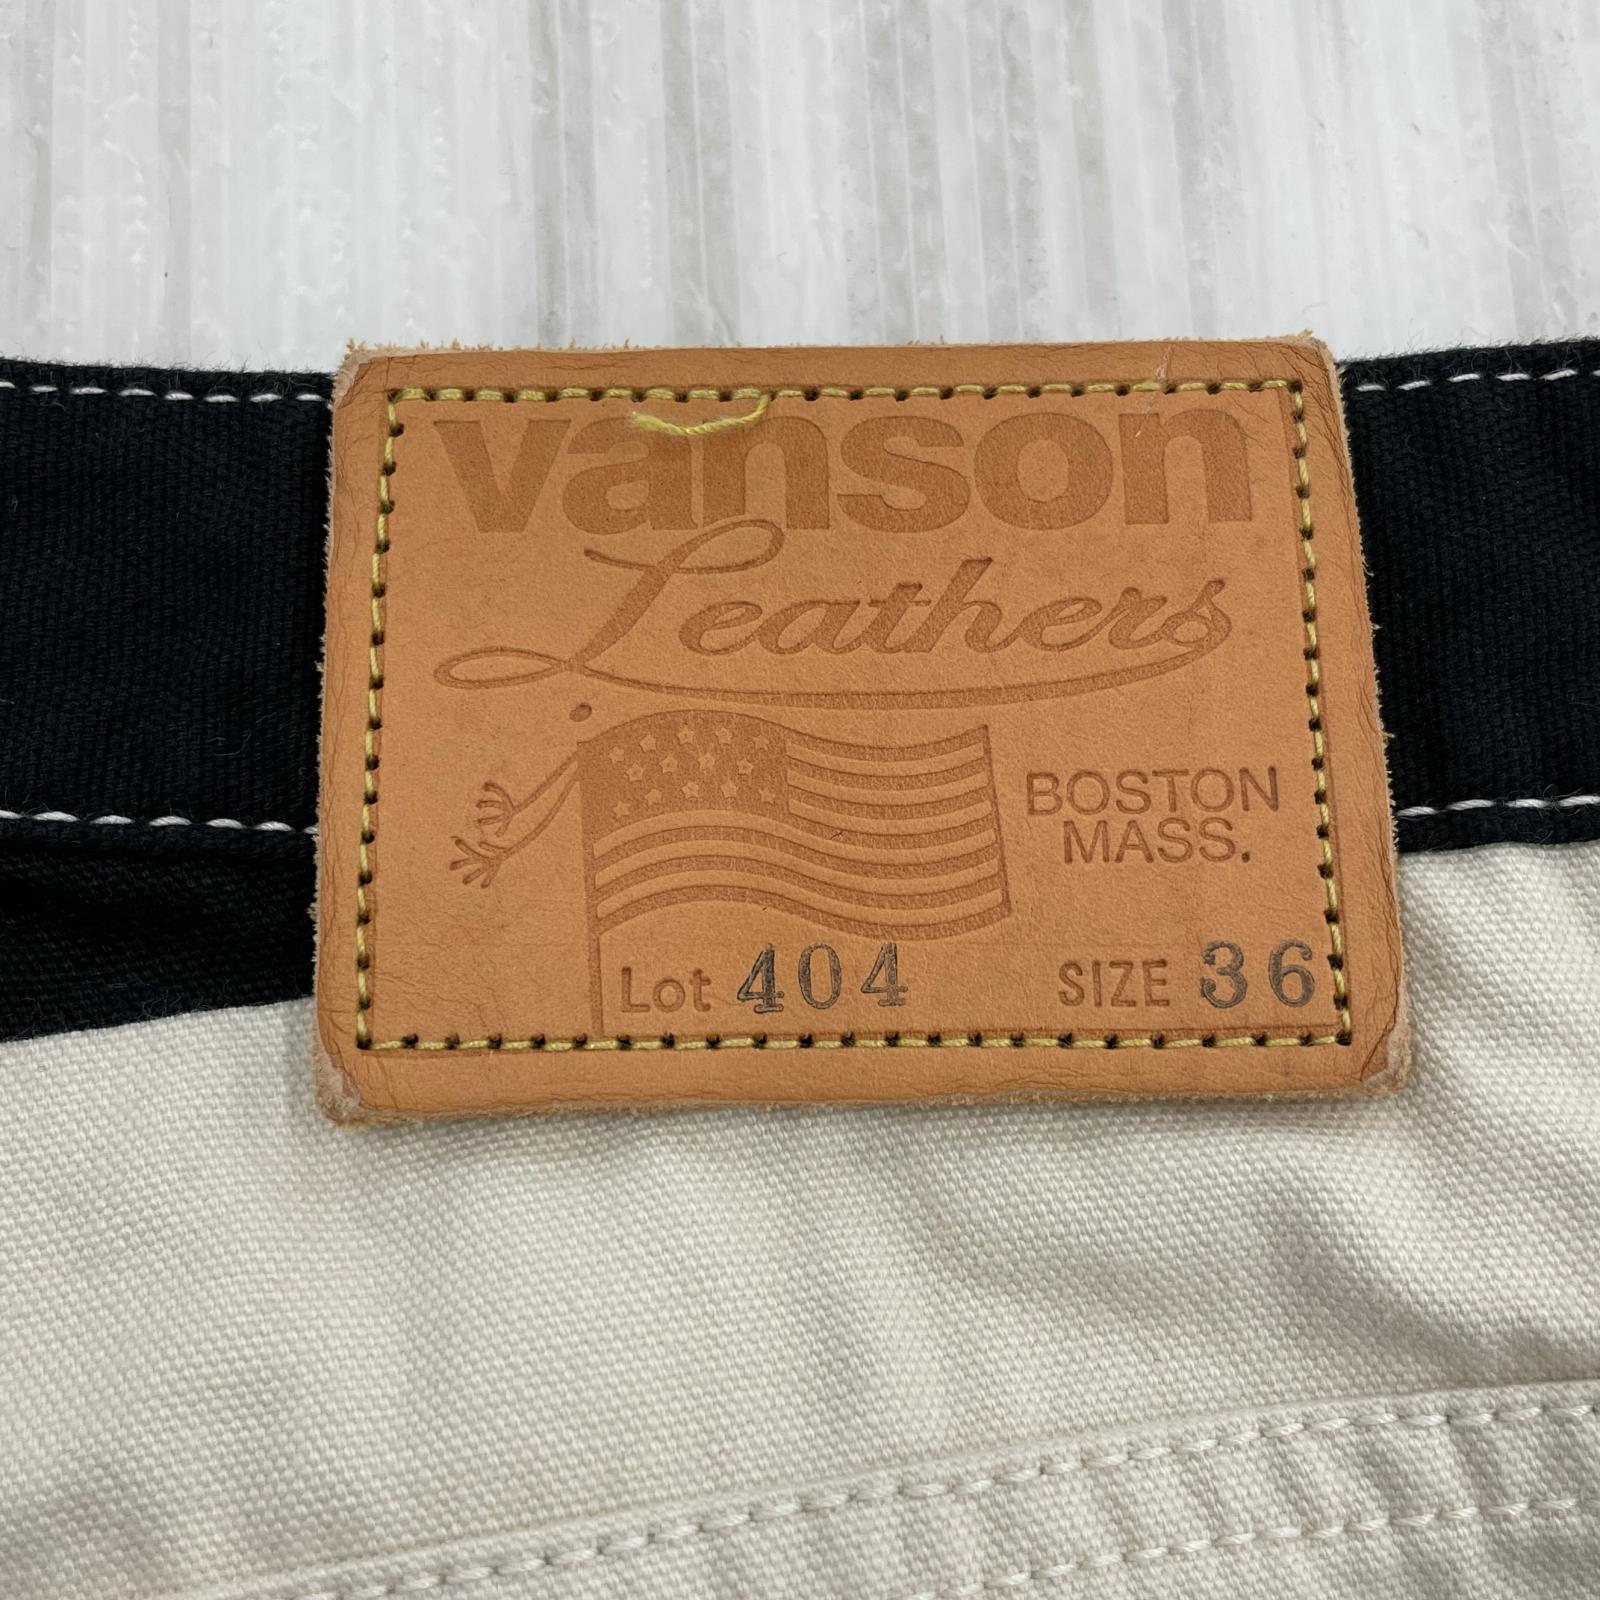 vanson
Leathers
BOSTON
MASS.
Lot 404 SIZE 36